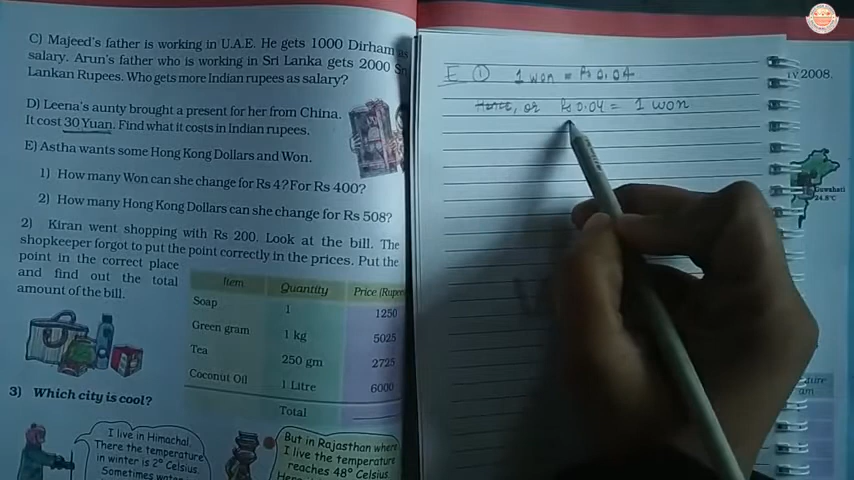 C) Majeed's father is working in U.A.E. He gets 1000 Dirham as
salary. Arun's father who is working in Sri Lanka gets 2000 Sri
Lankan Rupees. Who gets more Indian rupees as salary?
D) Leena's aunty brought a present for her from China.
It cost 30 Yuan. Find what it costs in Indian rupees.
E) Astha wants some Hong Kong Dollars and Won.
1) How many Won can she change for Rs 4? For Rs 400?
2) How many Hong Kong Dollars can she change for Rs 508?
2) Kiran went shopping with Rs 200. Look at the bill. The
shopkeeper forgot to put the point correctly in the prices. Put the
point in the correct place
and find out the total
amount of the bill.
Item Quantity Price (Rupees
Soap 1 1250
Green gram 1 kg 5025
Tea 250 gm 2725
Coconut Oil 1 Litre 6000
Total
3) Which city is cool?
I live in Himachal.
There the temperature
in winter is 2° Celsius.
Sometimes
But in Rajasthan where
I live the temperature
reaches 48° Celsius.
E ① 1 won = Rs 0.04
Hence, or Rs 0.04 = 1 won
2008.
Guwahati
24.8°C